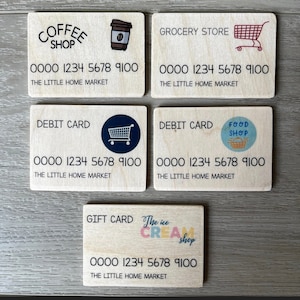 COFFEE
SHOP
0000 1234 5678 9100
THE LITTLE HOME MARKET
GROCERY STORE
0000 1234 5678 9100
THE LITTLE HOME MARKET
DEBIT CARD
0000 1234 5678 9100
THE LITTLE HOME MARKET
DEBIT CARD
FOOD
SHOP
0000 1234 5678 9100
THE LITTLE HOME MARKET
GIFT CARD
The ice
CREAM
shop
0000 1234 5678 9100
THE LITTLE HOME MARKET